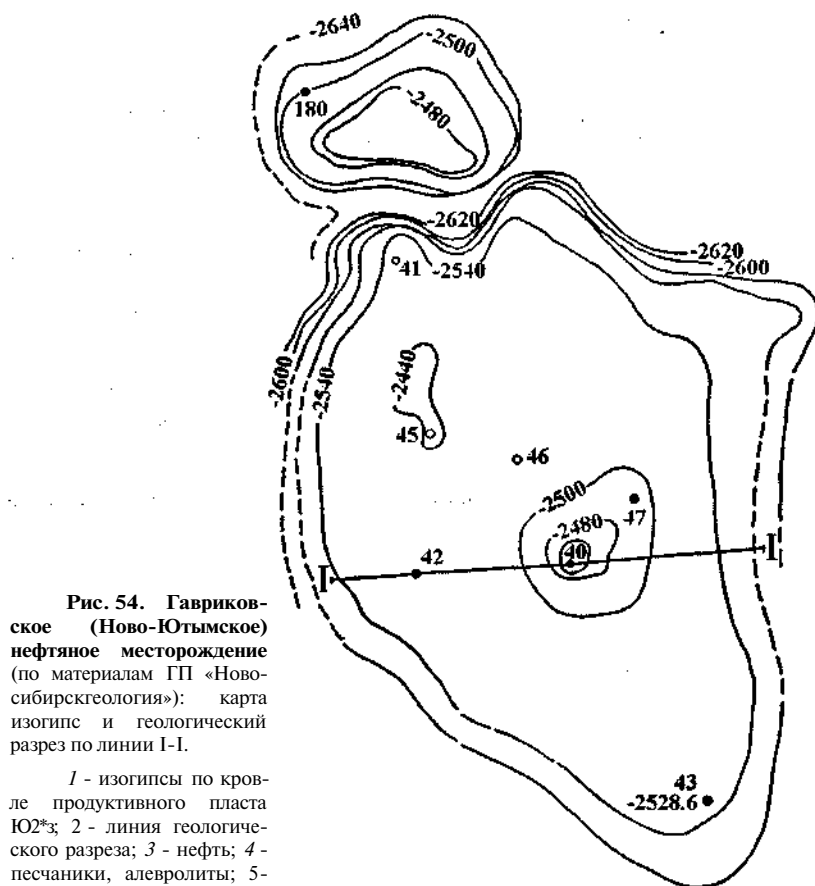 -2640
-2500
180
-2480
-2620
41
-2540
-2620
-2600
-2440
-2600
-2540
45
46
-2500
47
-2480
40
I
42
I
43
-2528.6
Рис. 54. Гавриков-
ское (Ново-Ютымское)
нефтяное месторождение
(по материалам ГП «Ново-
сибирскгеология»): карта
изогипс и геологический
разрез по линии I-I.
1 - изогипсы по кров-
ле продуктивного пласта
Ю2*з; 2 - линия геологиче-
ского разреза; 3 - нефть; 4 -
песчаники, алевролиты; 5-